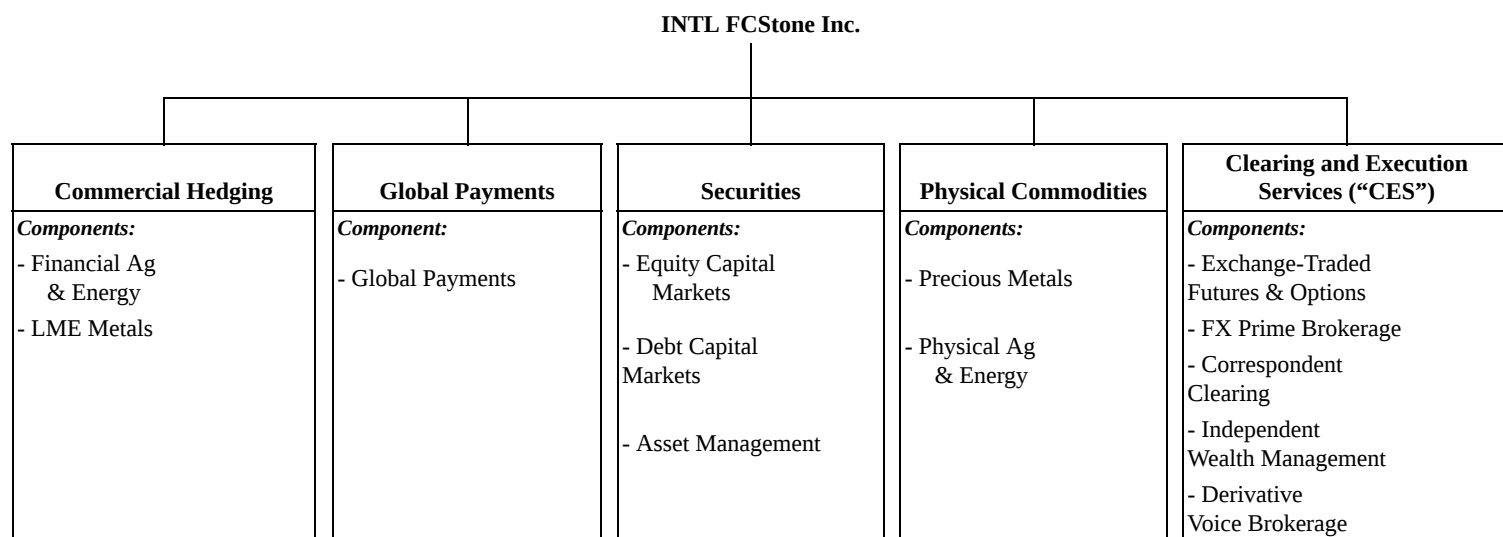 INTL FCStone Inc.
Commercial Hedging
Components:
- Financial Ag
& Energy
- LME Metals
Global Payments
Component:
- Global Payments
Securities
Components:
- Equity Capital
Markets
- Debt Capital
Markets
- Asset Management
Physical Commodities
Components:
- Precious Metals
- Physical Ag
& Energy
Clearing and Execution
Services (“CES”)
Components:
- Exchange-Traded
Futures & Options
- FX Prime Brokerage
- Correspondent
Clearing
- Independent
Wealth Management
- Derivative
Voice Brokerage